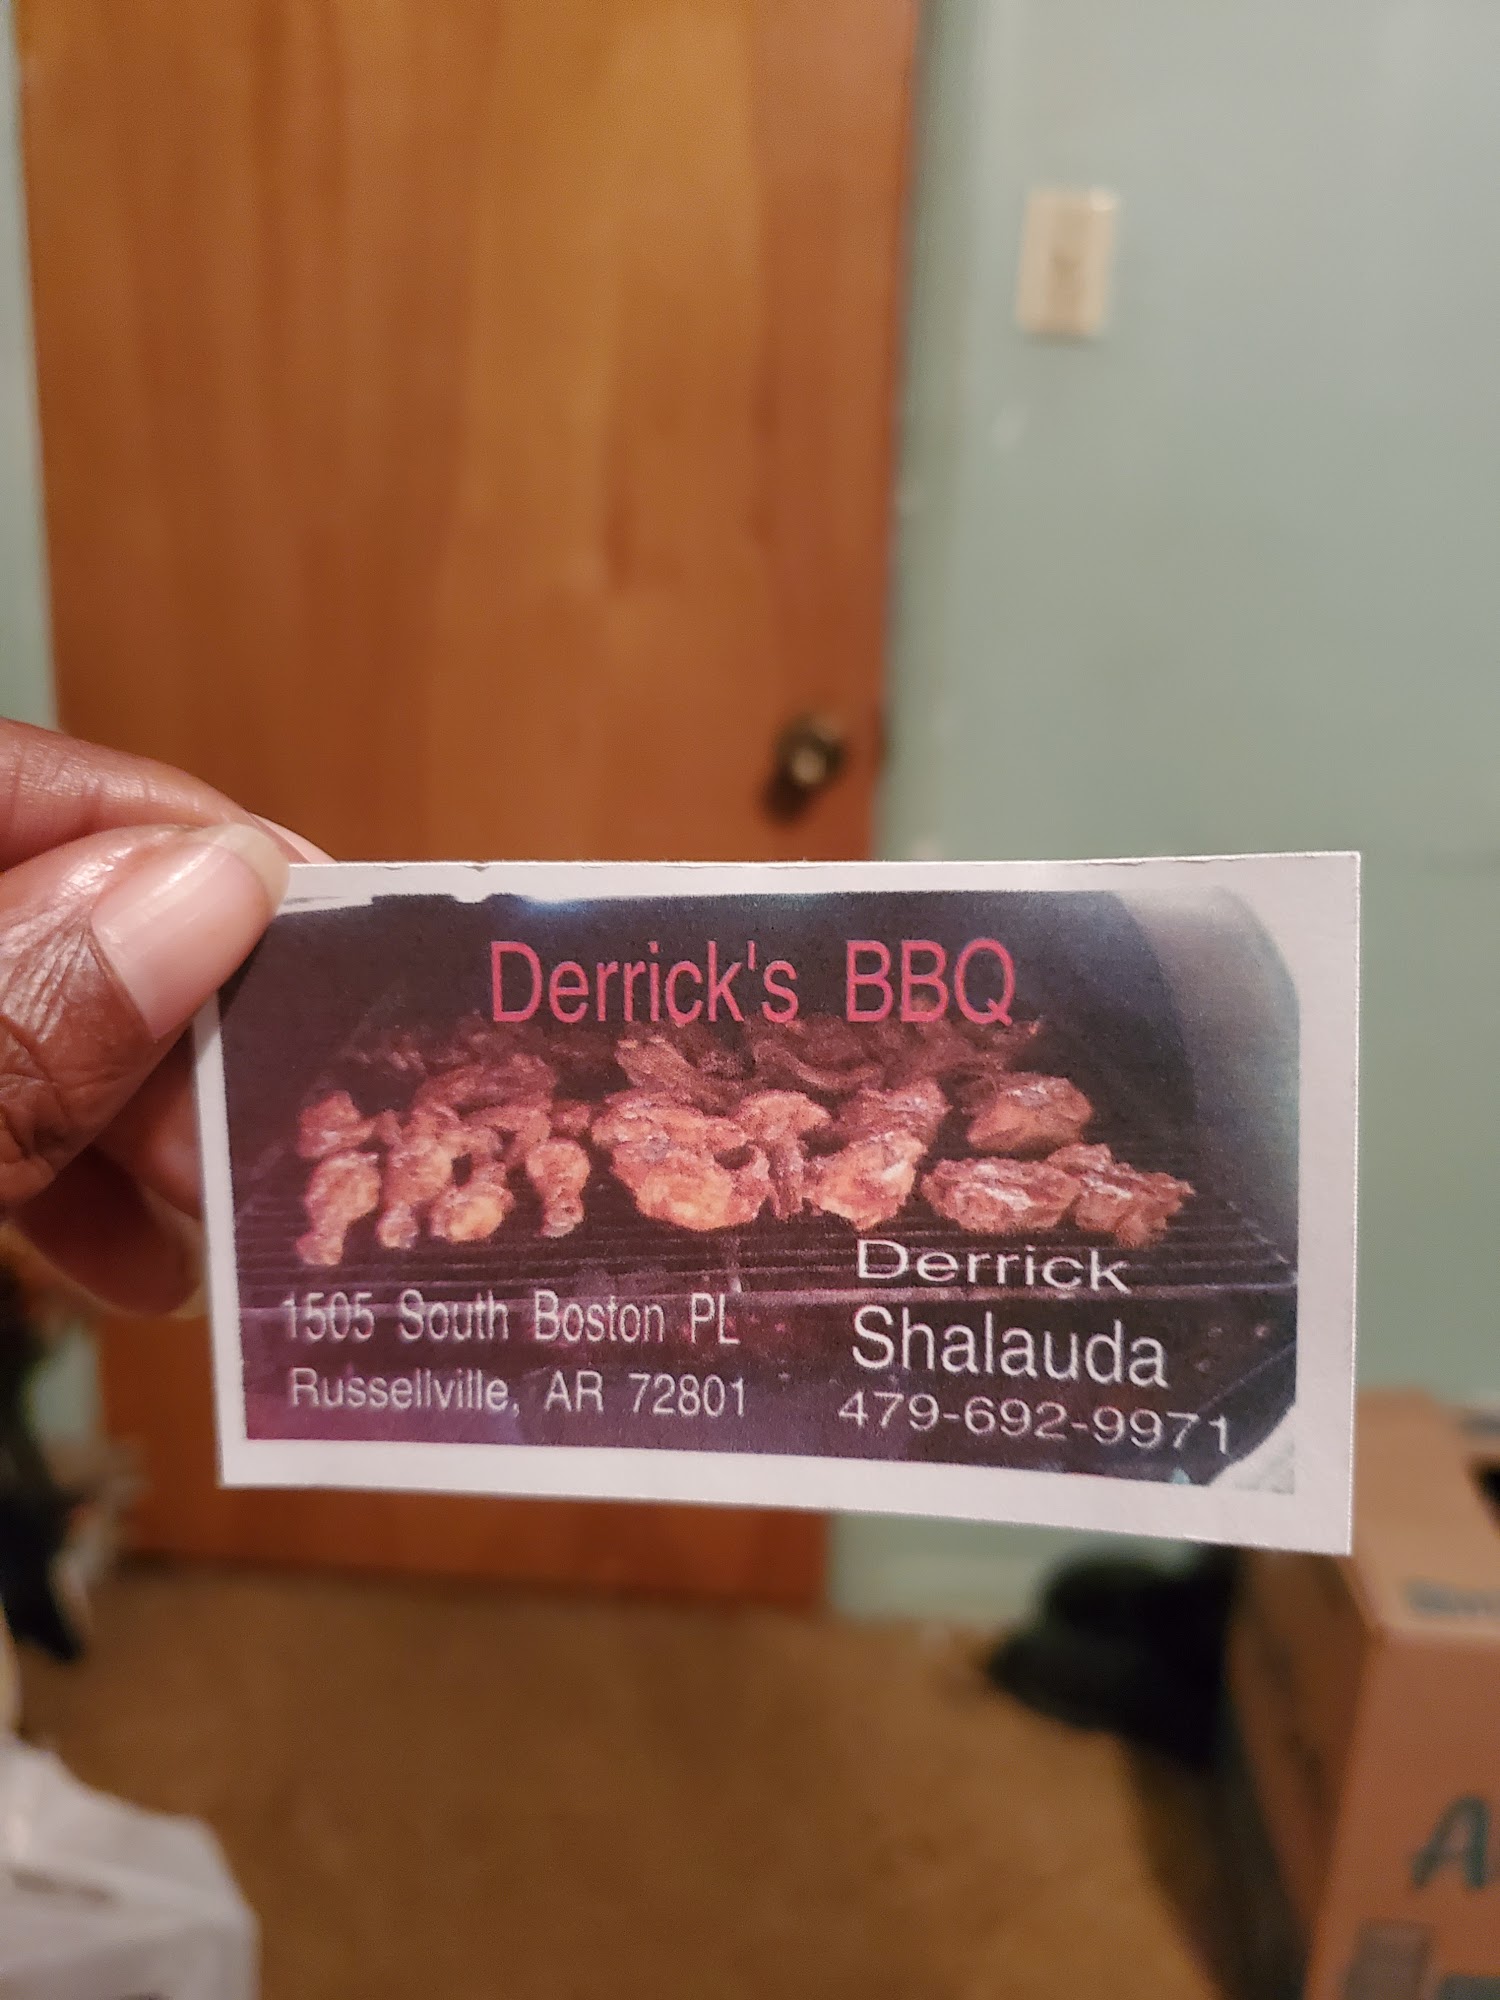 Derrick's BBQ
1505 South Boston PL
Russellville, AR 72801
Derrick
Shalauda
479-692-9971